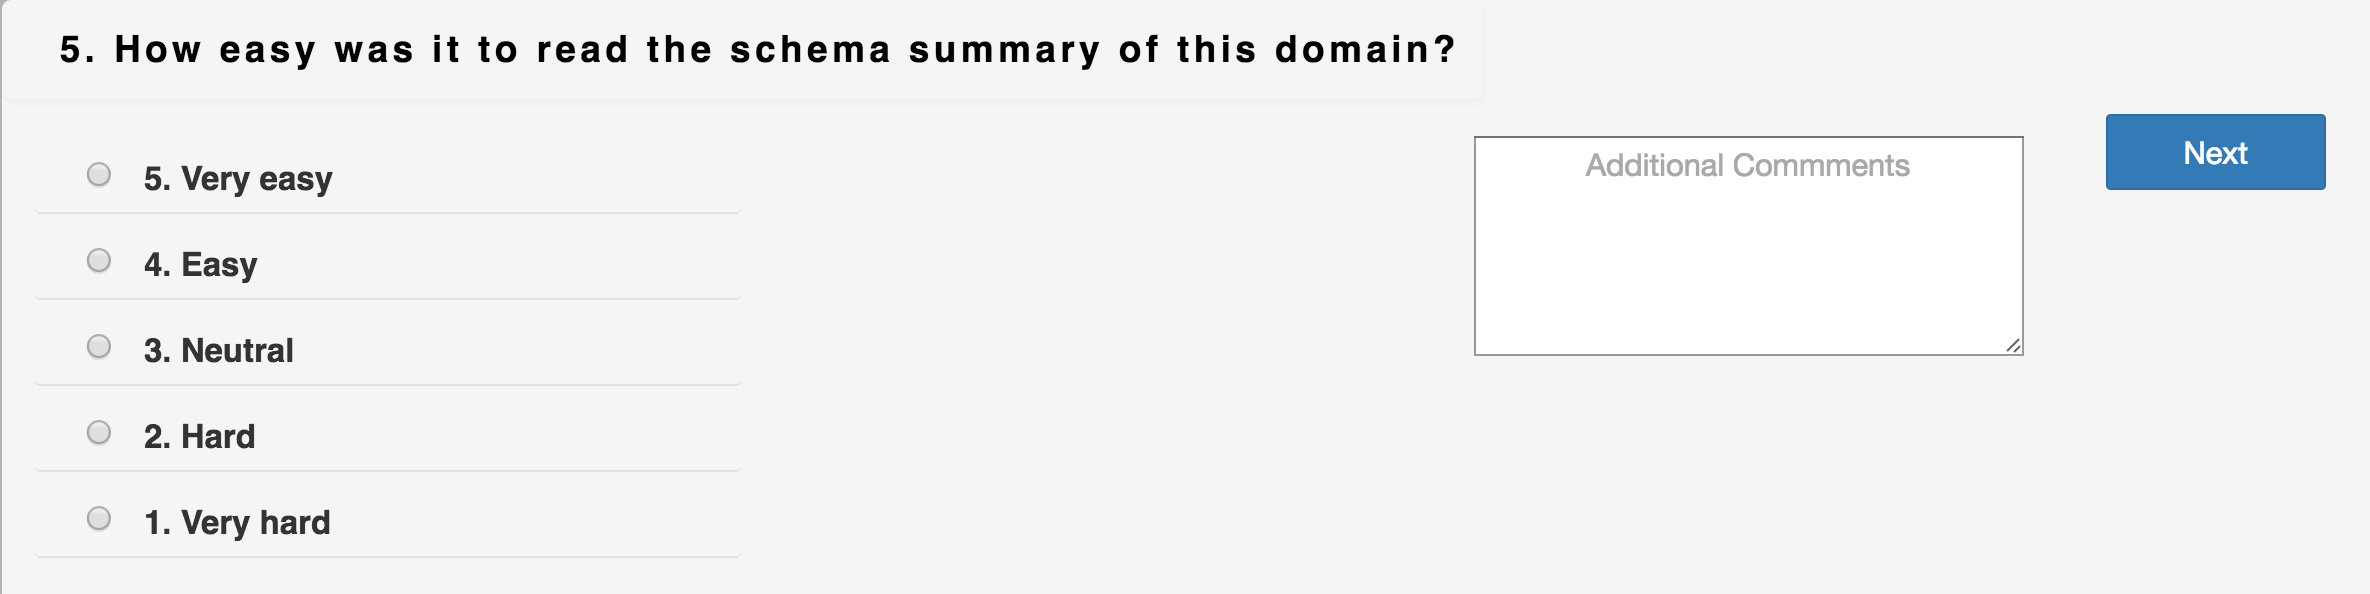 5. How easy was it to read the schema summary of this domain?
5. Very easy
4. Easy
3. Neutral
2. Hard
1. Very hard
Additional Commments
Next